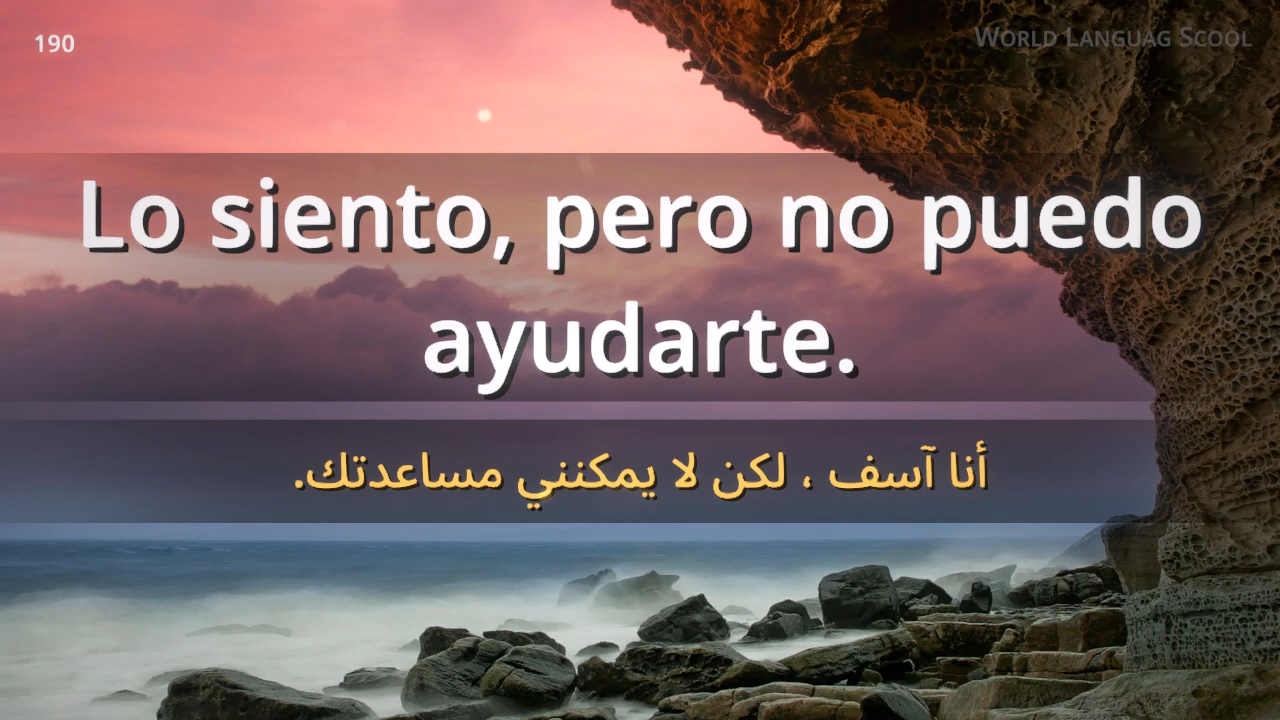 190
World Languag Scool
Lo siento, pero no puedo
ayudarte.
أنا آسف ، لكن لا يمكنني مساعدتك.